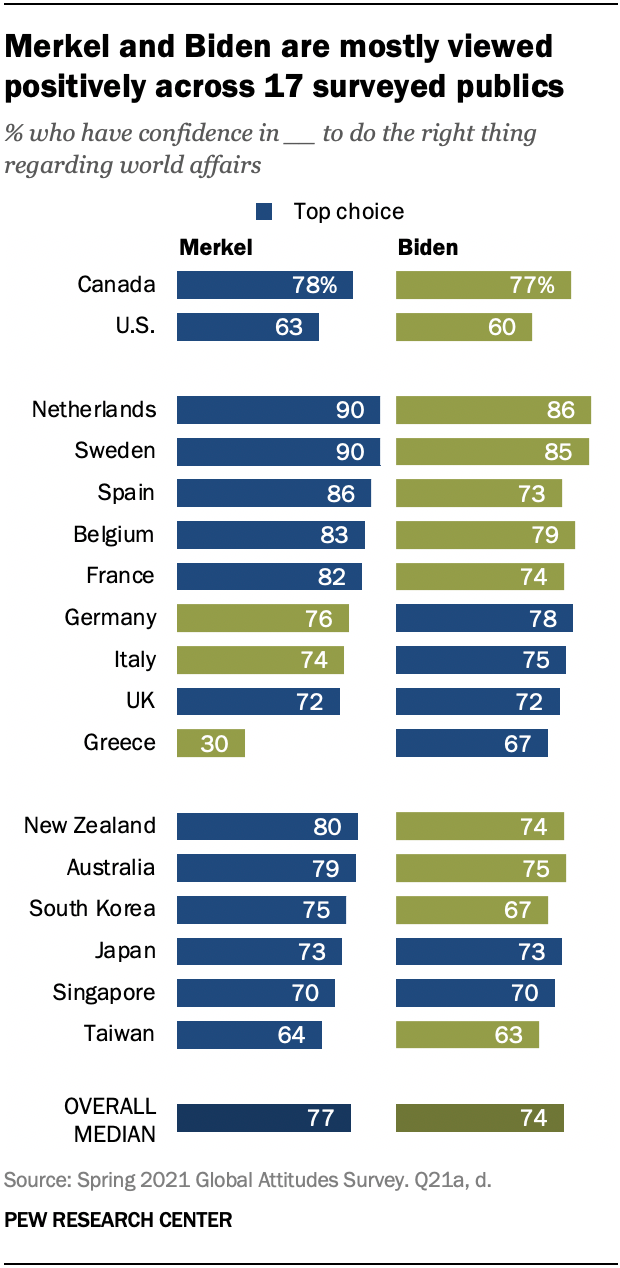 Merkel and Biden are mostly viewed
positively across 17 surveyed publics
% who have confidence in __ to do the right thing
regarding world affairs
Top choice
Merkel Biden
Canada 78% 77%
U.S. 63 60
Netherlands 90 86
Sweden 90 85
Spain 86 73
Belgium 83 79
France 82 74
Germany 76 78
Italy 74 75
UK 72 72
Greece 30 67
New Zealand 80 74
Australia 79 75
South Korea 75 67
Japan 73 73
Singapore 70 70
Taiwan 64 63
OVERALL
MEDIAN 77 74
Source: Spring 2021 Global Attitudes Survey. Q21a, d.
PEW RESEARCH CENTER